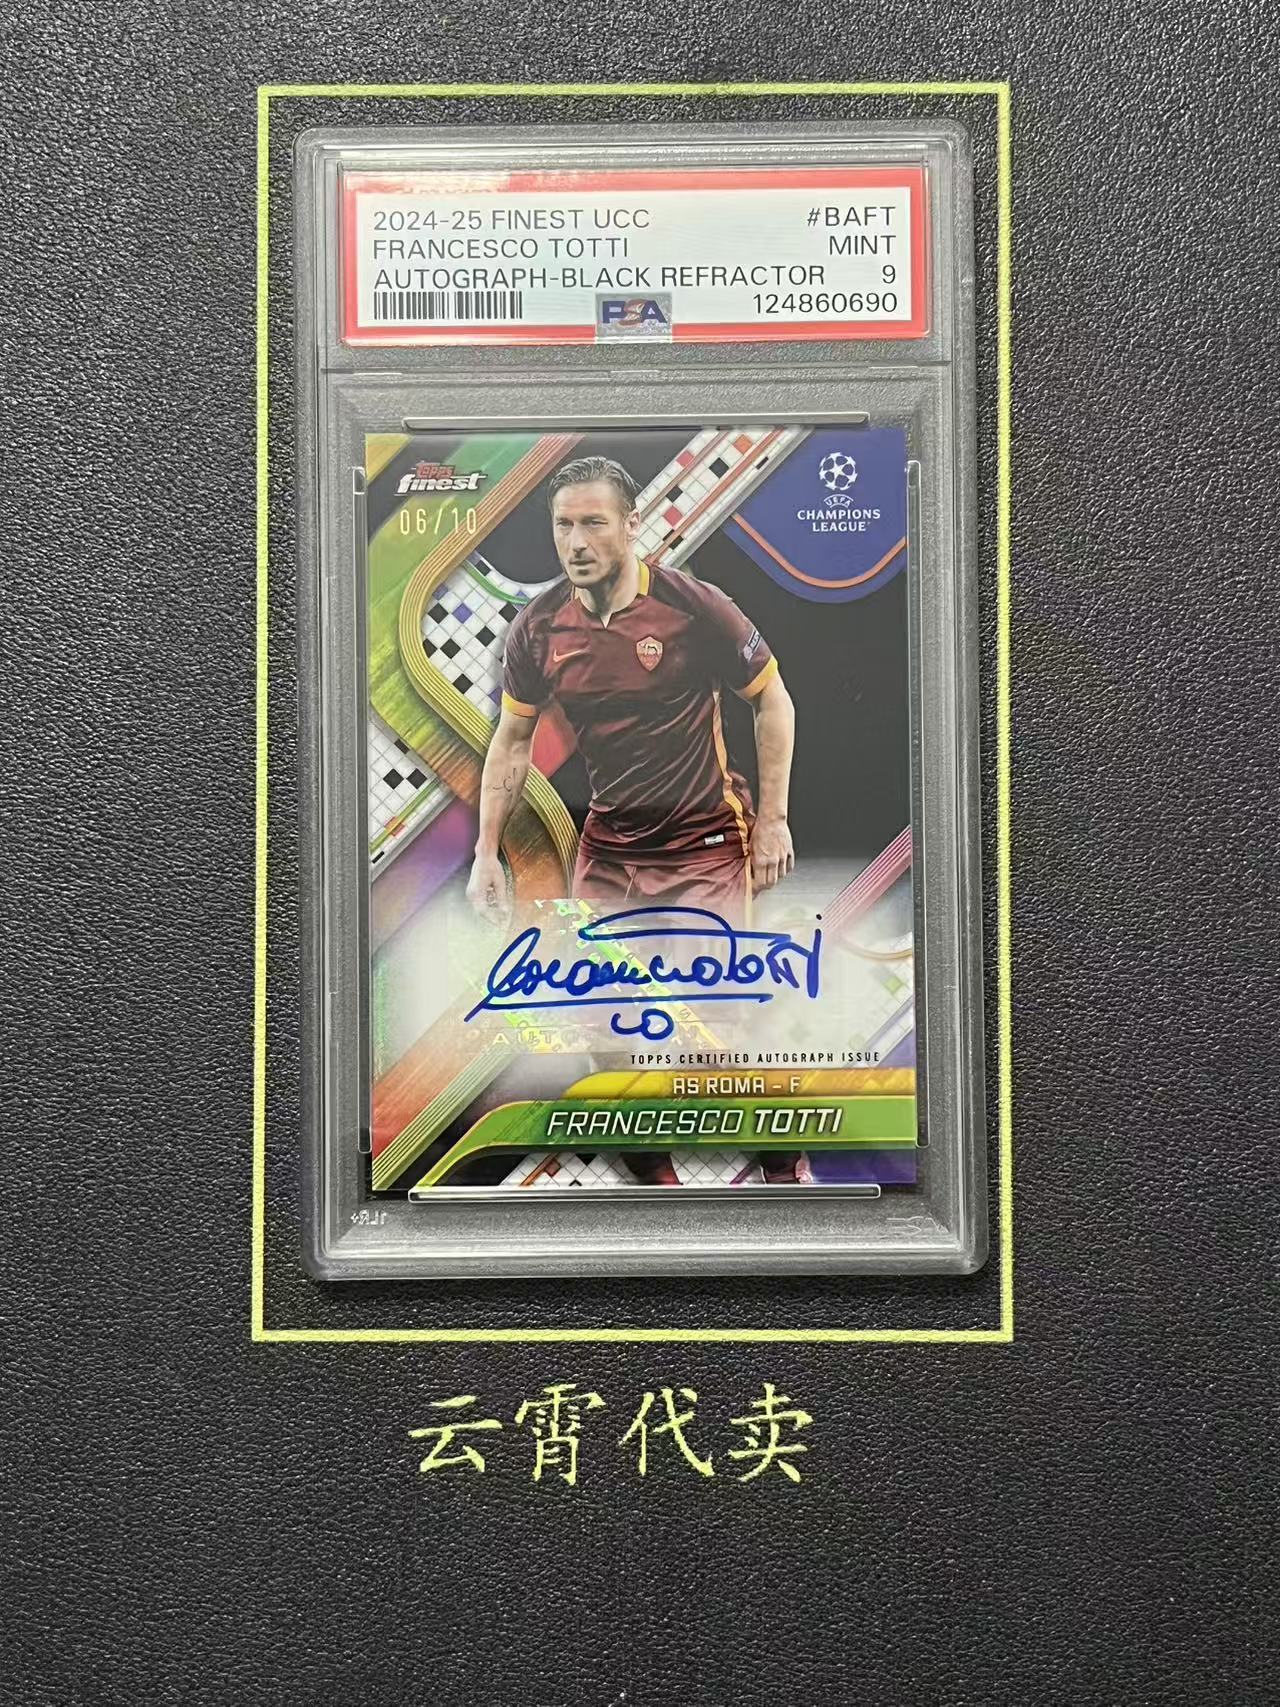 2024-25 FINEST UCC #BAFT
FRANCESCO TOTTI MINT
AUTOGRAPH-BLACK REFRACTOR 9
PSA 124860690
Topps
finest
06/10
UEFA
CHAMPIONS
LEAGUE
TOPPS CERTIFIED AUTOGRAPH ISSUE
AS ROMA - F
FRANCESCO TOTTI
云霄代卖